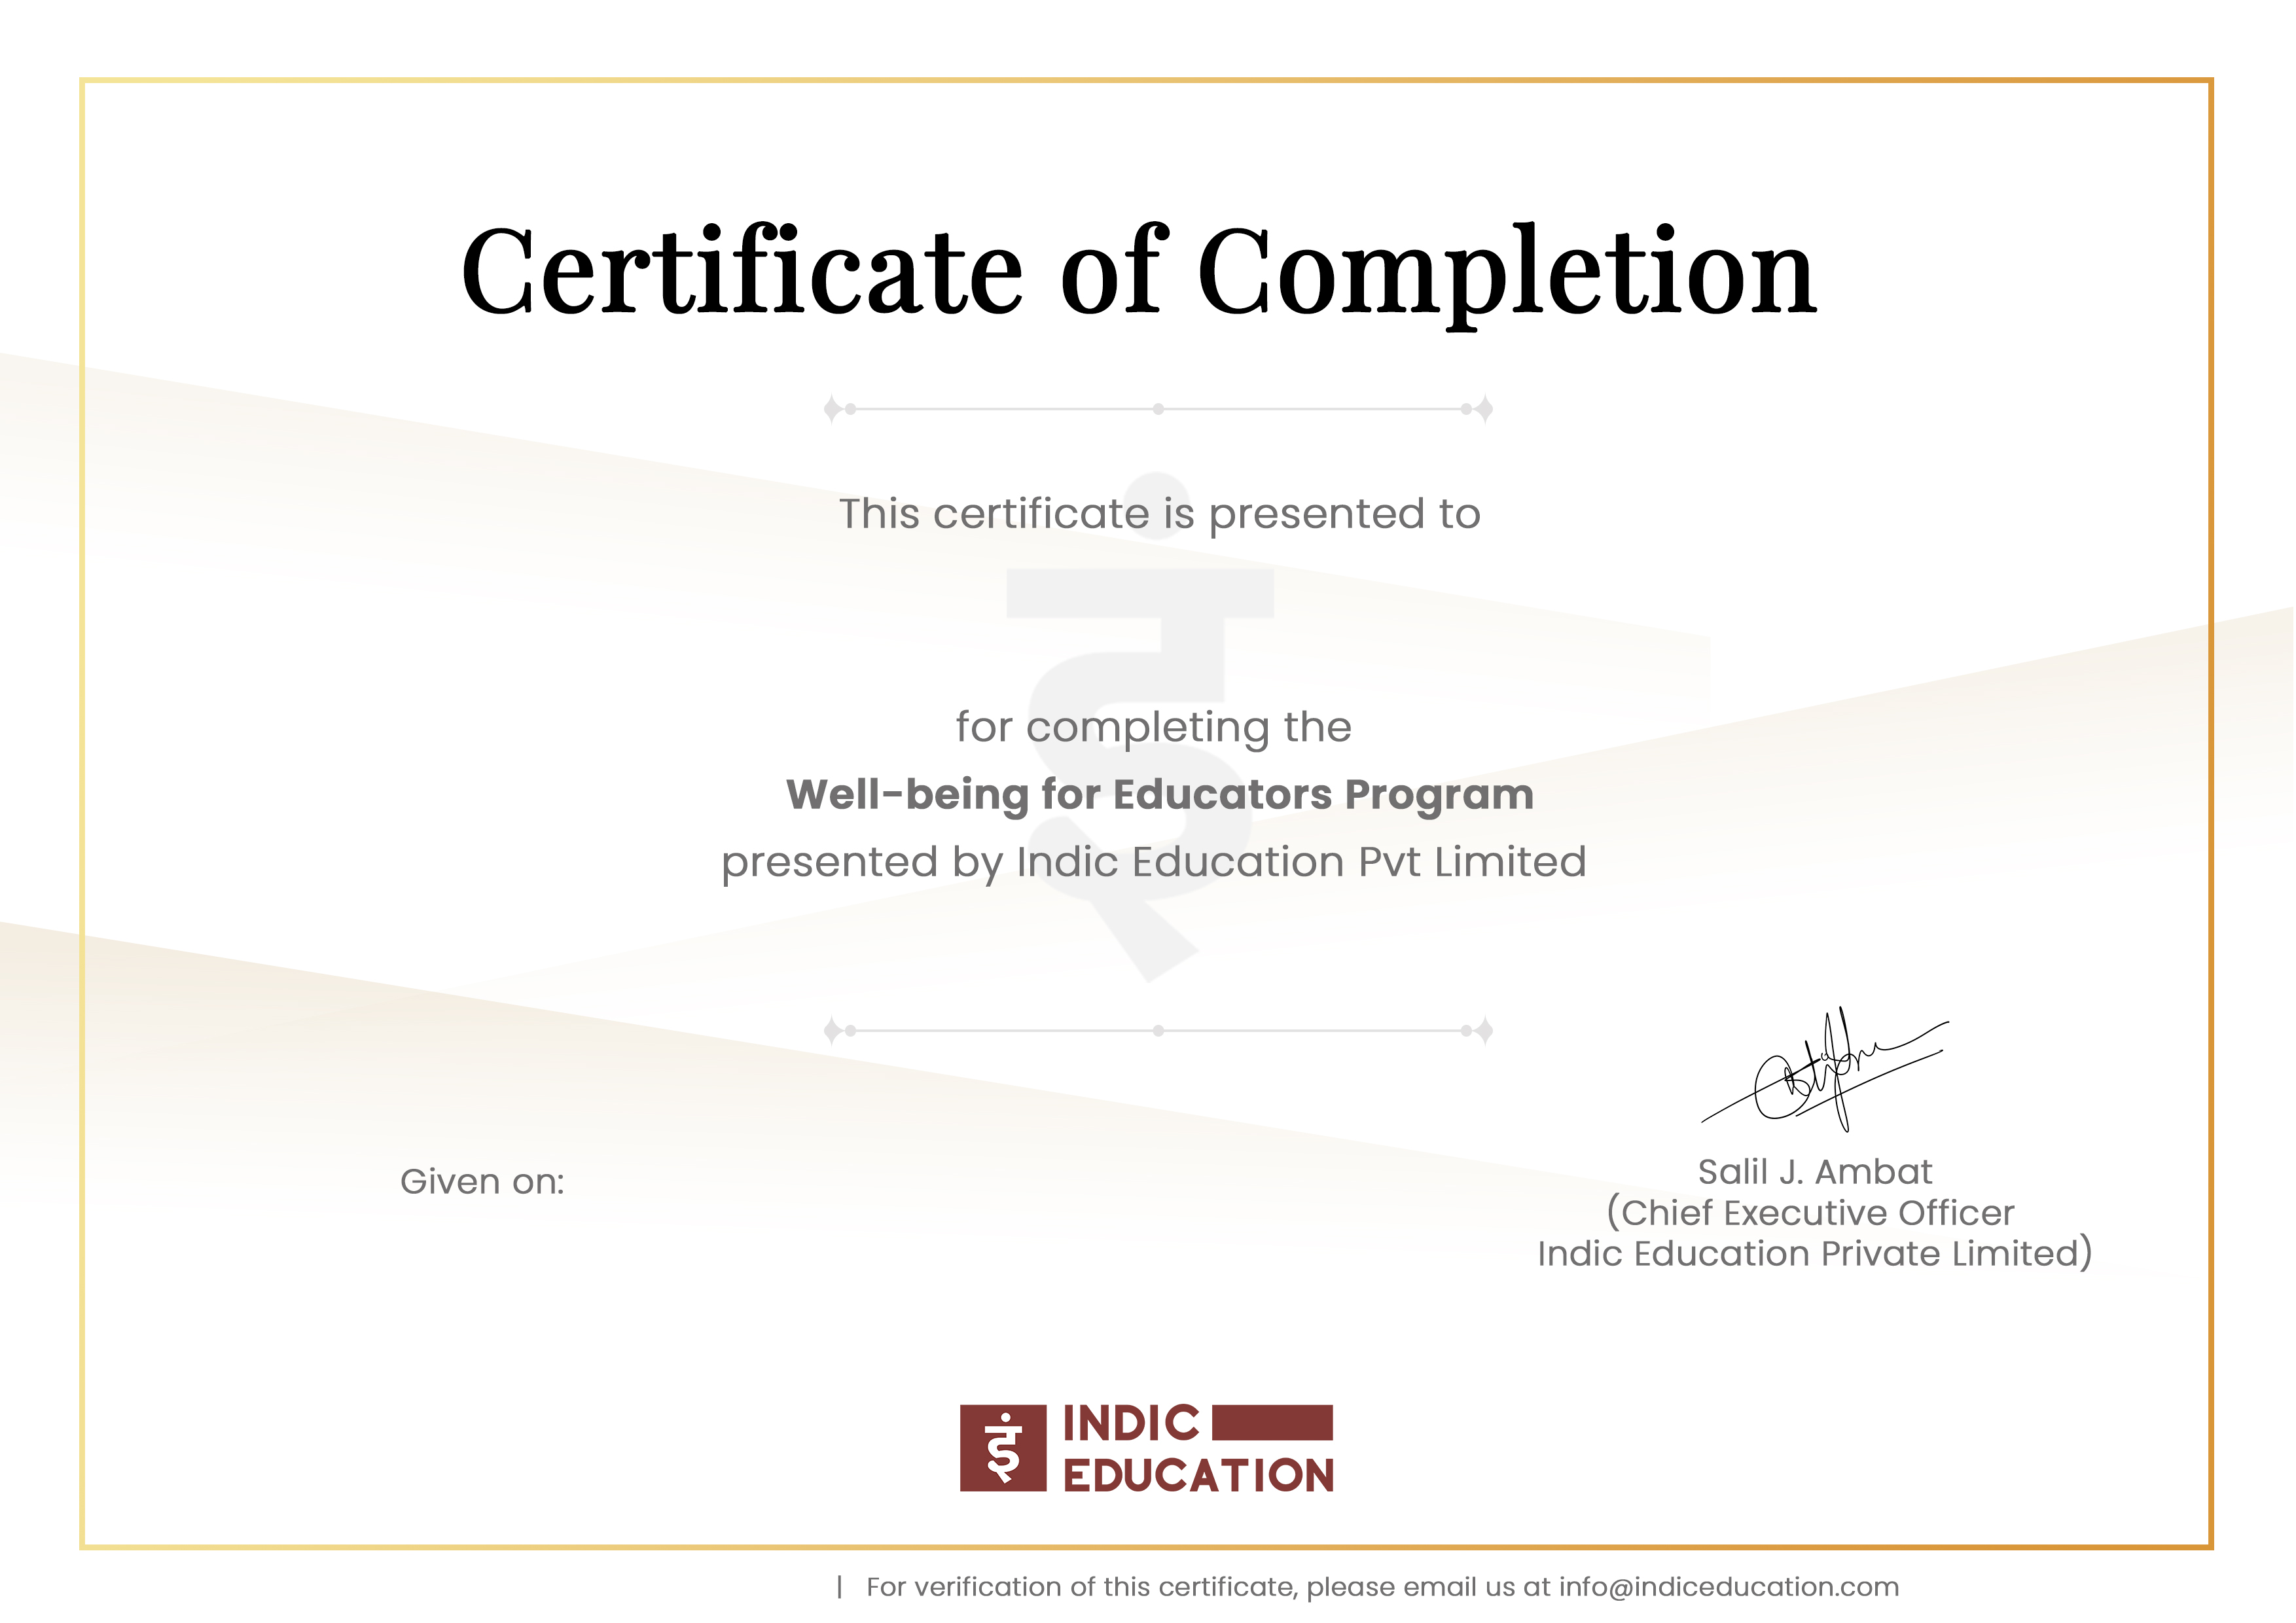 Certificate of Completion
This certificate is presented to
for completing the
Well-being for Educators Program
presented by Indic Education Pvt Limited
Given on:
Salil J. Ambat
(Chief Executive Officer
Indic Education Private Limited)
इं
INDIC
EDUCATION
| For verification of this certificate, please email us at info@indiceducation.com